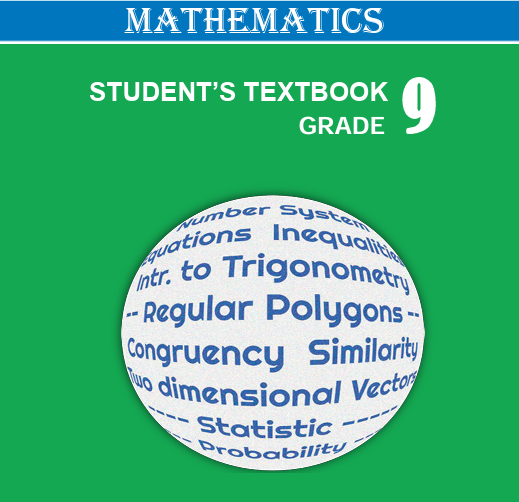 MATHEMATICS
STUDENT’S TEXTBOOK
GRADE 9
Number System
Equations Inequalities
Intr. to Trigonometry
-- Regular Polygons --
Congruency Similarity
Two dimensional Vectors
----- Statistic -----
-- Probability --